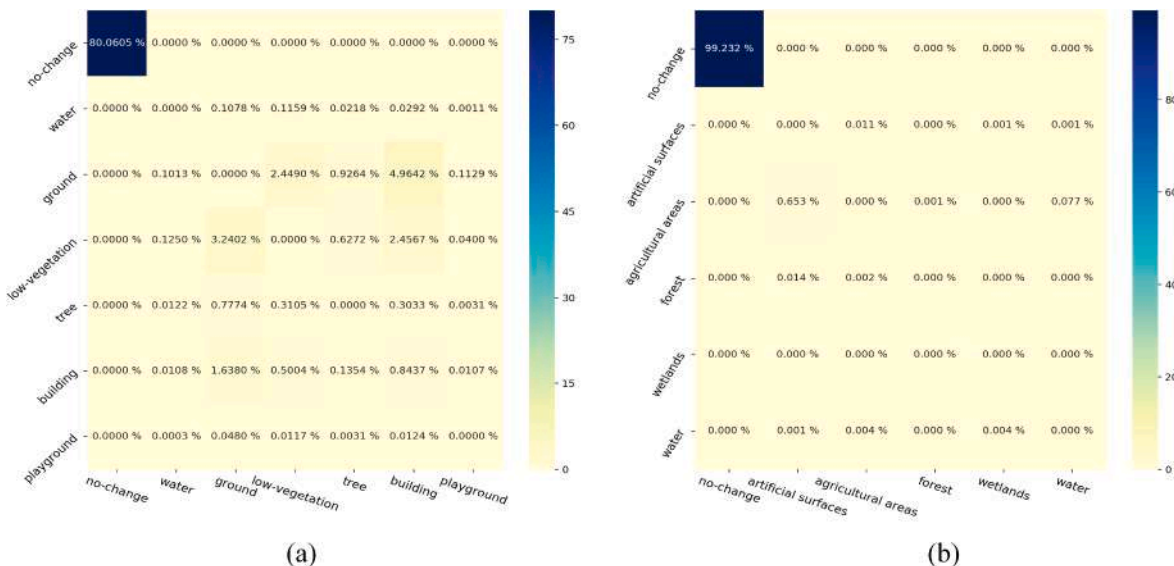 no-change 80.0605 % 0.0000 % 0.0000 % 0.0000 % 0.0000 % 0.0000 % 0.0000 %
water 0.0000 % 0.0000 % 0.1078 % 0.1159 % 0.0218 % 0.0292 % 0.0011 %
ground 0.0000 % 0.1013 % 0.0000 % 2.4490 % 0.9264 % 4.9642 % 0.1129 %
low-vegetation 0.0000 % 0.1250 % 3.2402 % 0.0000 % 0.6272 % 2.4567 % 0.0400 %
tree 0.0000 % 0.0122 % 0.7774 % 0.3105 % 0.0000 % 0.3033 % 0.0031 %
building 0.0000 % 0.0108 % 1.6380 % 0.5004 % 0.1354 % 0.8437 % 0.0107 %
playground 0.0000 % 0.0003 % 0.0480 % 0.0117 % 0.0031 % 0.0124 % 0.0000 %
no-change water ground low-vegetation tree building playground
75
60
45
30
15
0
(a)
no-change 99.232 % 0.000 % 0.000 % 0.000 % 0.000 % 0.000 %
artificial surfaces 0.000 % 0.000 % 0.011 % 0.000 % 0.001 % 0.001 %
agricultural areas 0.000 % 0.653 % 0.000 % 0.001 % 0.000 % 0.077 %
forest 0.000 % 0.014 % 0.002 % 0.000 % 0.000 % 0.000 %
wetlands 0.000 % 0.000 % 0.000 % 0.000 % 0.000 % 0.000 %
water 0.000 % 0.001 % 0.004 % 0.000 % 0.004 % 0.000 %
no-change artificial surfaces agricultural areas forest wetlands water
80
60
40
20
0
(b)